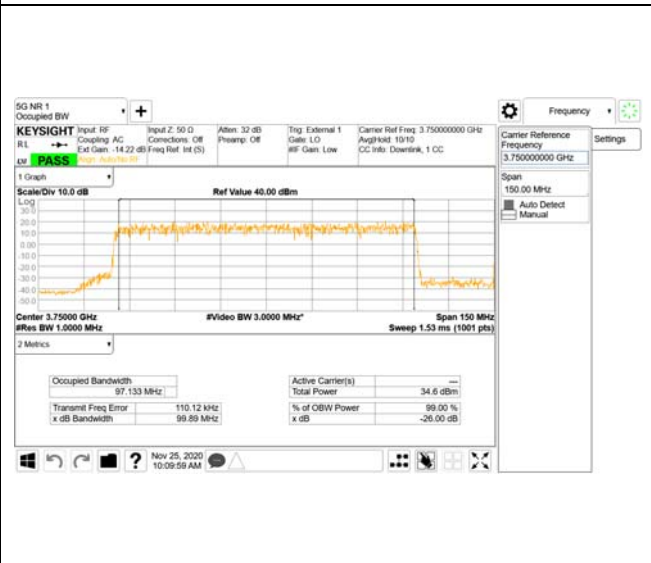 5G NR 1
Occupied BW
+
Frequency
KEYSIGHT
Input: RF
Coupling: AC
Ext Gain: -14.22 dB
Align: Auto/No RF
Input Z: 50 Ω
Corrections: Off
Freq Ref: Int (S)
Atten: 32 dB
Preamp: Off
Trig: External 1
Gate: LO
#IF Gain: Low
Carrier Ref Freq: 3.750000000 GHz
Avg|Hold: 10/10
CC Info: Downlink, 1 CC
R L
PASS
Carrier Reference
Frequency
3.750000000 GHz
Settings
Span
150.00 MHz
Auto Detect
Manual
1 Graph
Scale/Div 10.0 dB
Ref Value 40.00 dBm
Log
30.0
20.0
10.0
0.00
-10.0
-20.0
-30.0
-40.0
-50.0
Center 3.75000 GHz
#Video BW 3.0000 MHz*
Span 150 MHz
#Res BW 1.0000 MHz
Sweep 1.53 ms (1001 pts)
2 Metrics
Occupied Bandwidth
97.133 MHz
Transmit Freq Error 110.12 kHz
x dB Bandwidth 99.89 MHz
Active Carrier(s) ---
Total Power 34.6 dBm
% of OBW Power 99.00 %
x dB -26.00 dB
?
Nov 25, 2020
10:09:59 AM